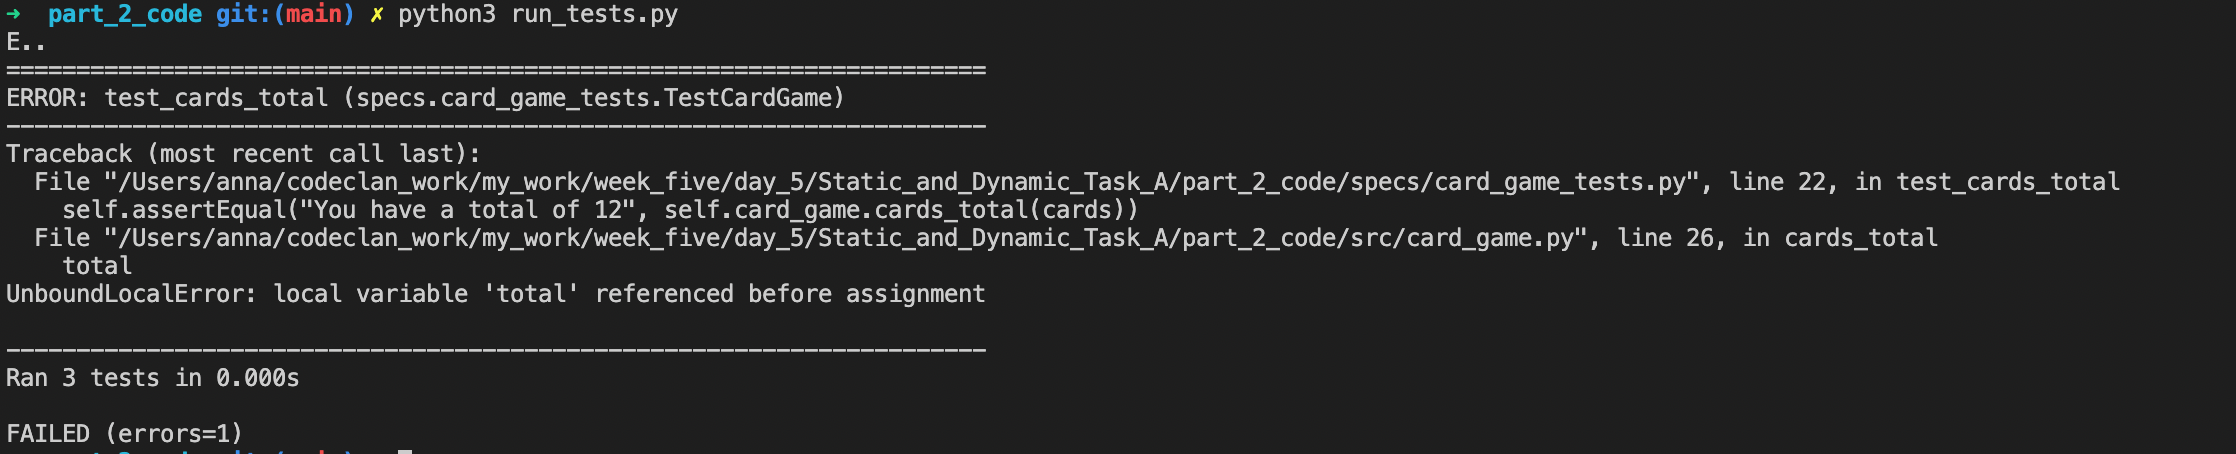 ➜  part_2_code git:(main) ✗ python3 run_tests.py
E..
======================================================================
ERROR: test_cards_total (specs.card_game_tests.TestCardGame)
----------------------------------------------------------------------
Traceback (most recent call last):
  File "/Users/anna/codeclan_work/my_work/week_five/day_5/Static_and_Dynamic_Task_A/part_2_code/specs/card_game_tests.py", line 22, in test_cards_total
    self.assertEqual("You have a total of 12", self.card_game.cards_total(cards))
  File "/Users/anna/codeclan_work/my_work/week_five/day_5/Static_and_Dynamic_Task_A/part_2_code/src/card_game.py", line 26, in cards_total
    total
UnboundLocalError: local variable 'total' referenced before assignment

----------------------------------------------------------------------
Ran 3 tests in 0.000s

FAILED (errors=1)